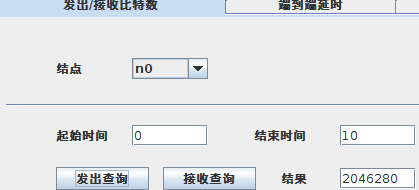 发出/接收比特数 端到端延时
结点 n0
起始时间 0 结束时间 10
发出查询 接收查询 结果 2046280